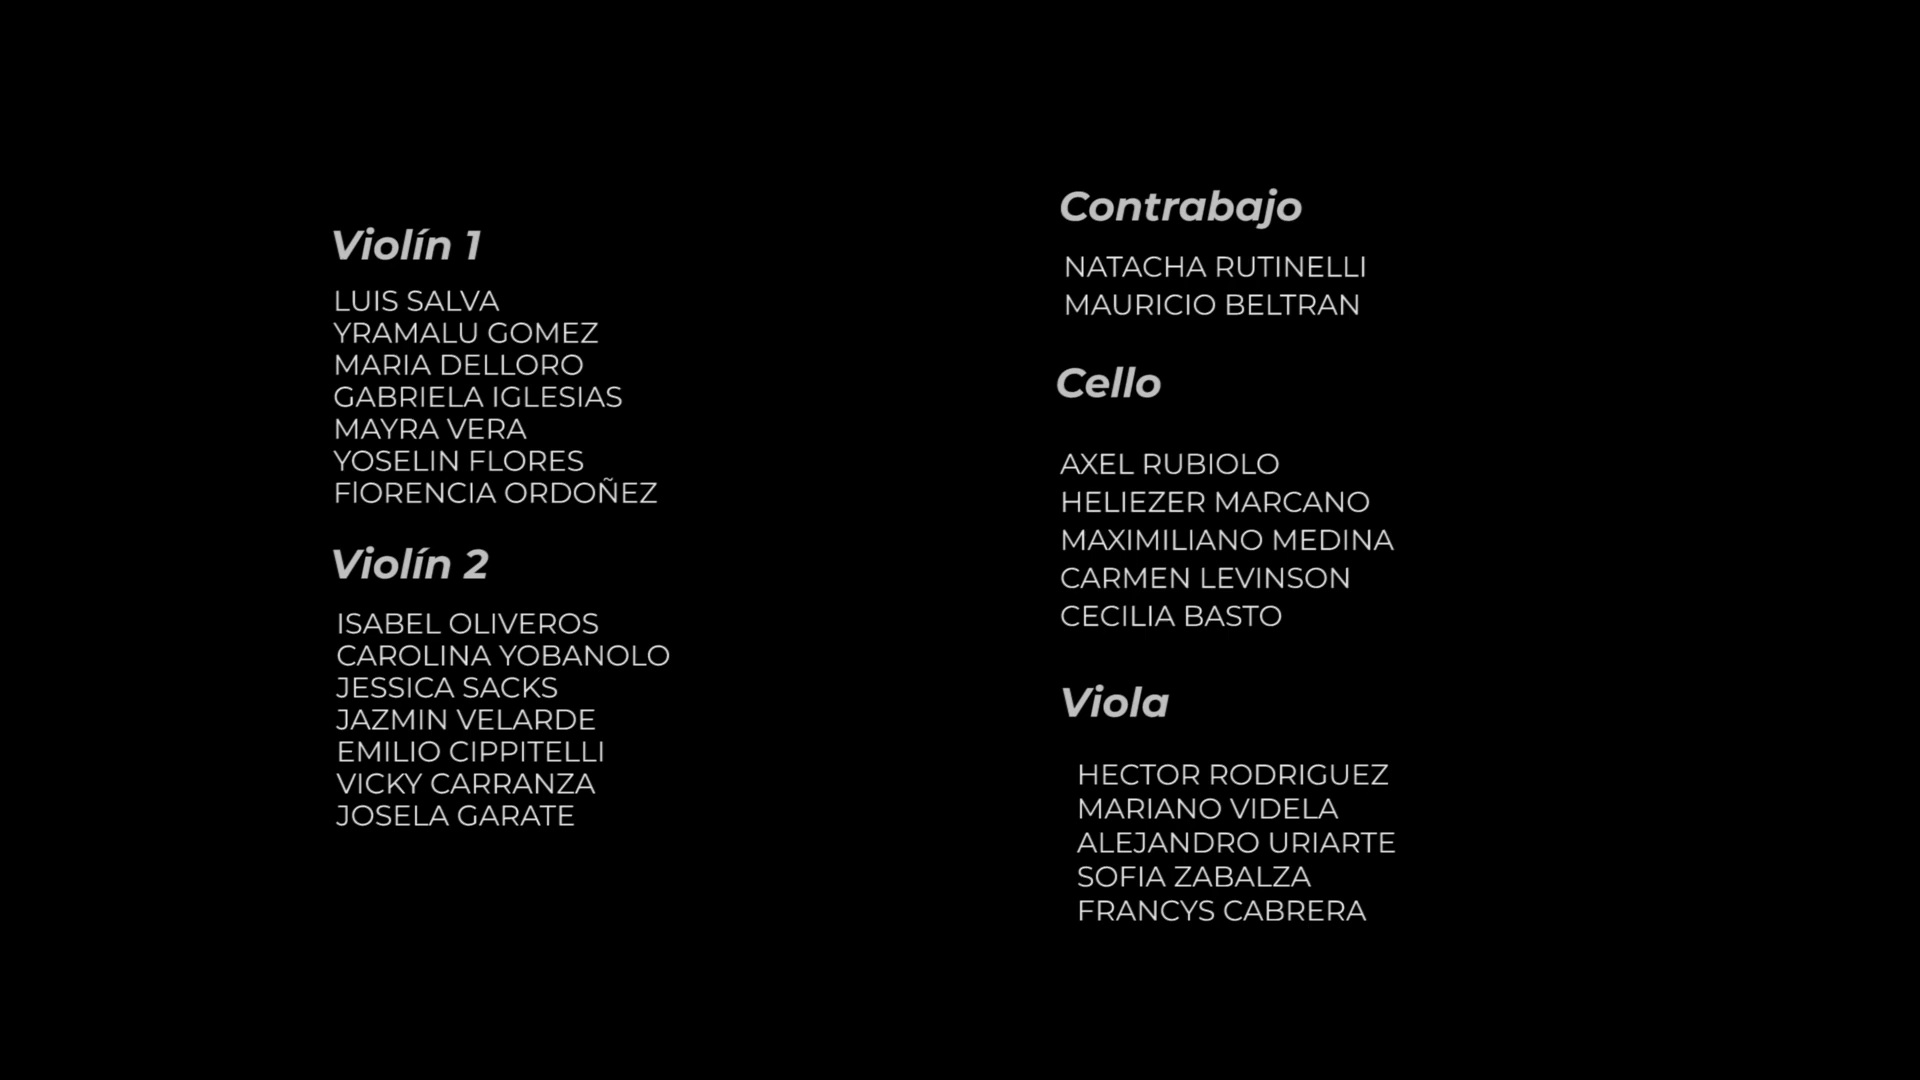 Violín 1
LUIS SALVA
YRAMALU GOMEZ
MARIA DELLORO
GABRIELA IGLESIAS
MAYRA VERA
YOSELIN FLORES
FlORENCIA ORDOÑEZ
Violín 2
ISABEL OLIVEROS
CAROLINA YOBANOLO
JESSICA SACKS
JAZMIN VELARDE
EMILIO CIPPITELLI
VICKY CARRANZA
JOSELA GARATE
Contrabajo
NATACHA RUTINELLI
MAURICIO BELTRAN
Cello
AXEL RUBIOLO
HELIEZER MARCANO
MAXIMILIANO MEDINA
CARMEN LEVINSON
CECILIA BASTO
Viola
HECTOR RODRIGUEZ
MARIANO VIDELA
ALEJANDRO URIARTE
SOFIA ZABALZA
FRANCYS CABRERA